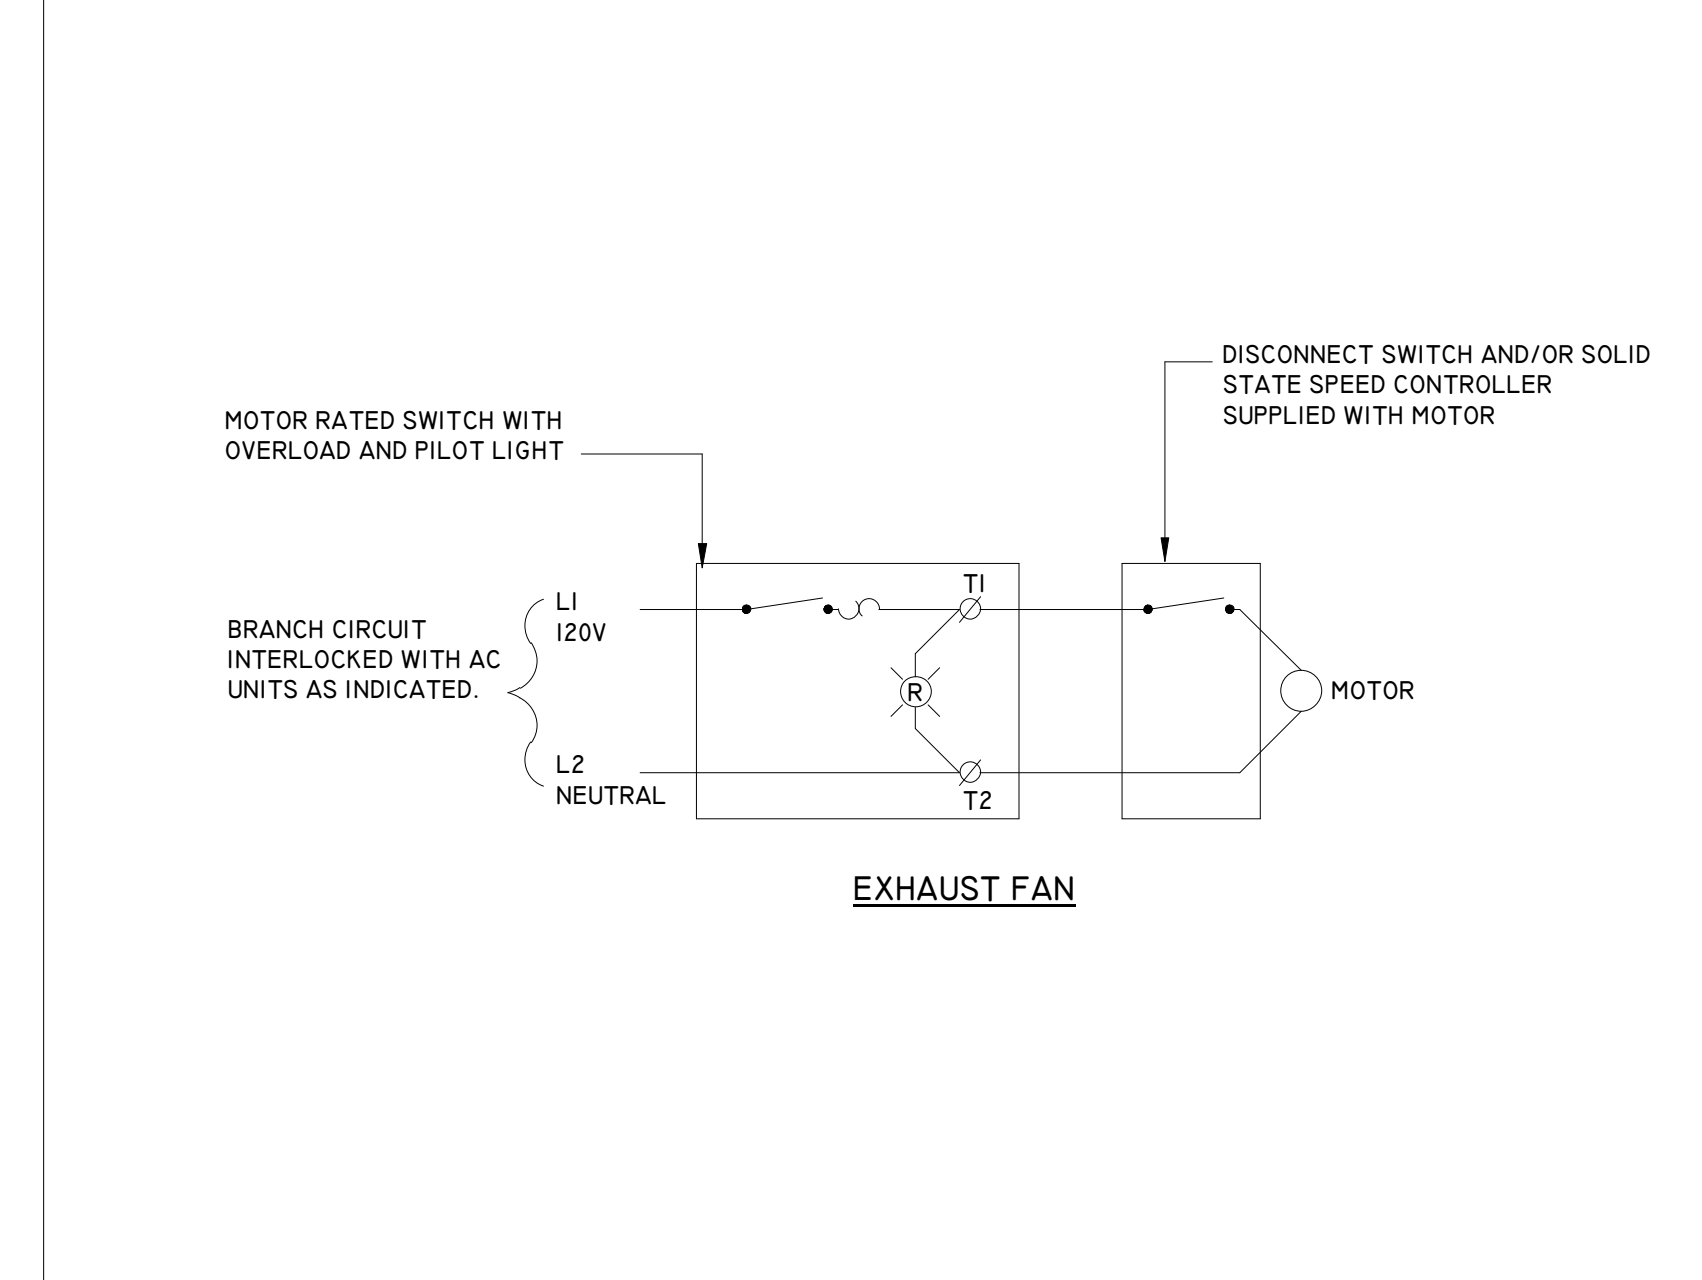 DISCONNECT SWITCH AND/OR SOLID
STATE SPEED CONTROLLER
SUPPLIED WITH MOTOR
MOTOR RATED SWITCH WITH
OVERLOAD AND PILOT LIGHT
T1
L1
120V
BRANCH CIRCUIT
INTERLOCKED WITH AC
UNITS AS INDICATED.
R
MOTOR
L2
NEUTRAL
T2
EXHAUST FAN